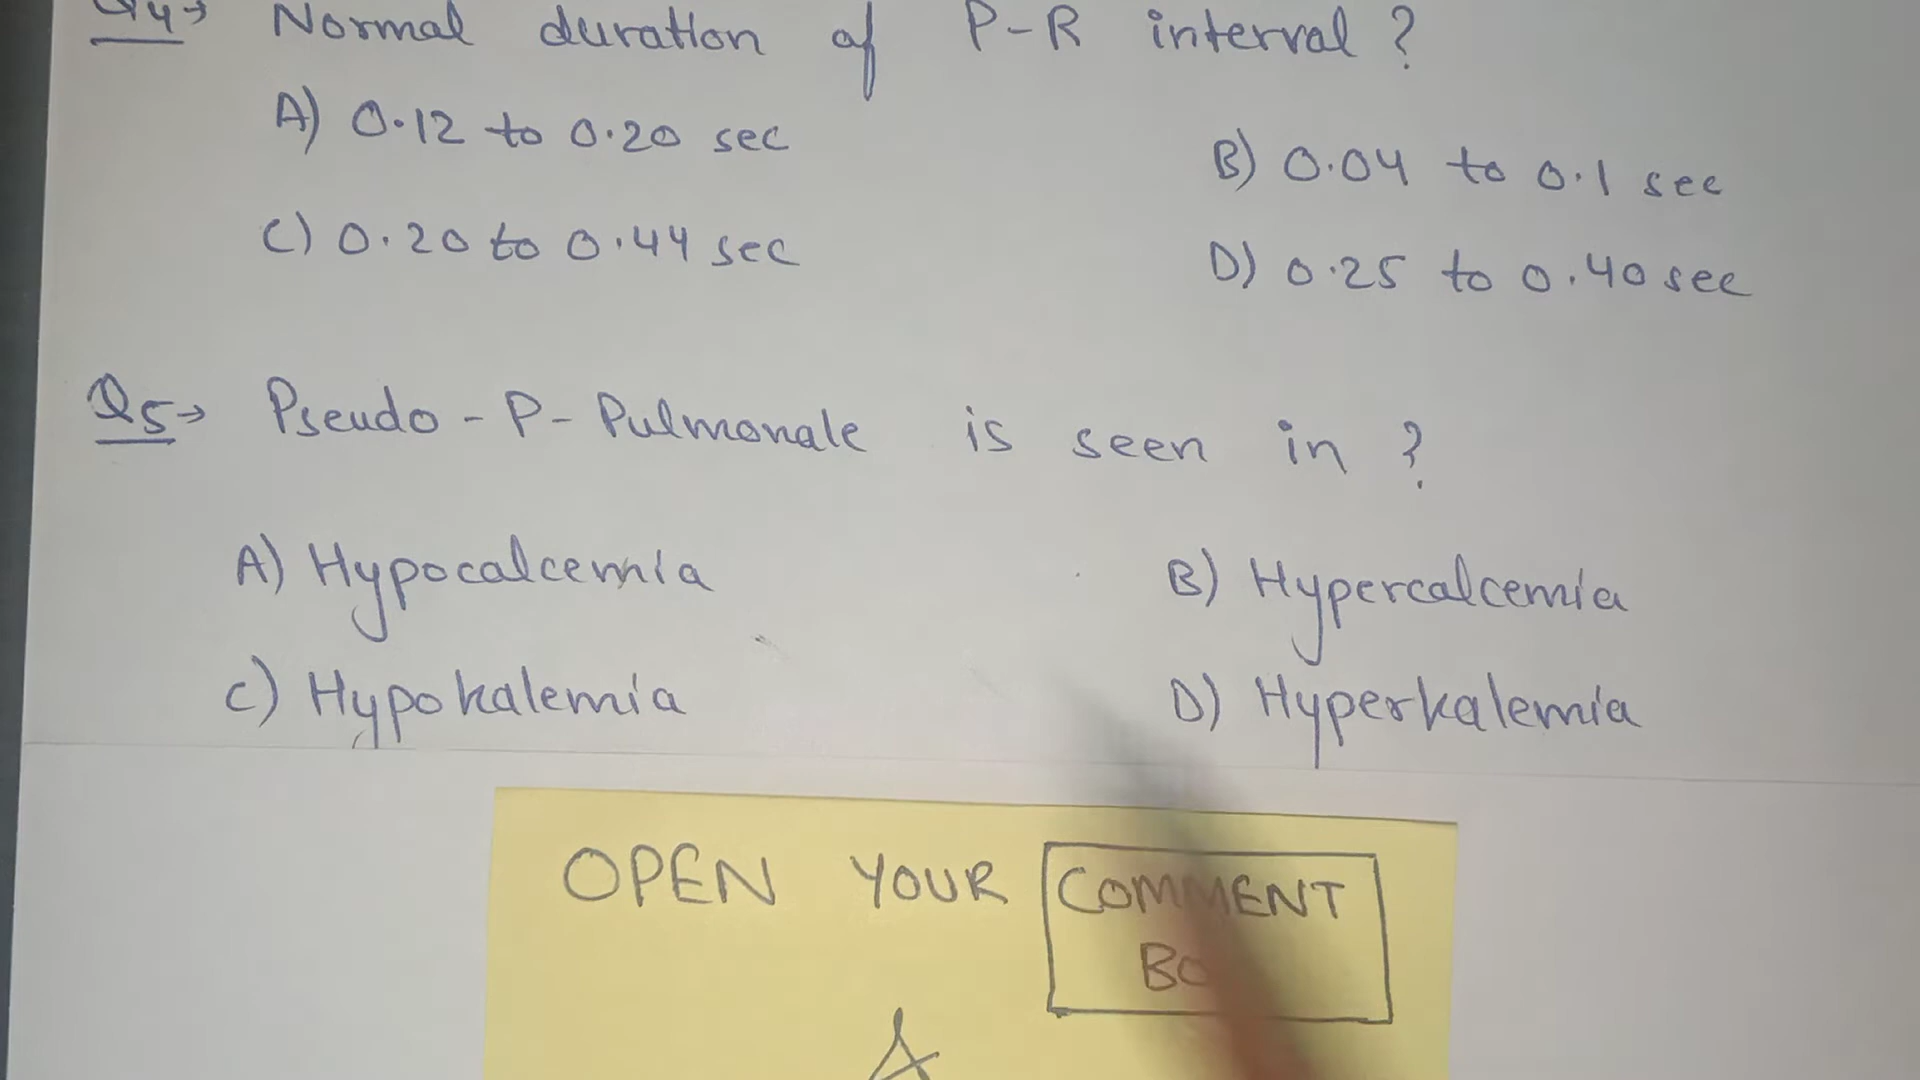 Q4→ Normal duration of P-R interval ?
A) 0.12 to 0.20 sec
B) 0.04 to 0.1 sec
C) 0.20 to 0.44 sec
D) 0.25 to 0.40 sec
Q5→ Pseudo-P-Pulmonale is seen in ?
A) Hypocalcemia
B) Hypercalcemia
C) Hypokalemia
D) Hyperkalemia
OPEN YOUR COMMENT